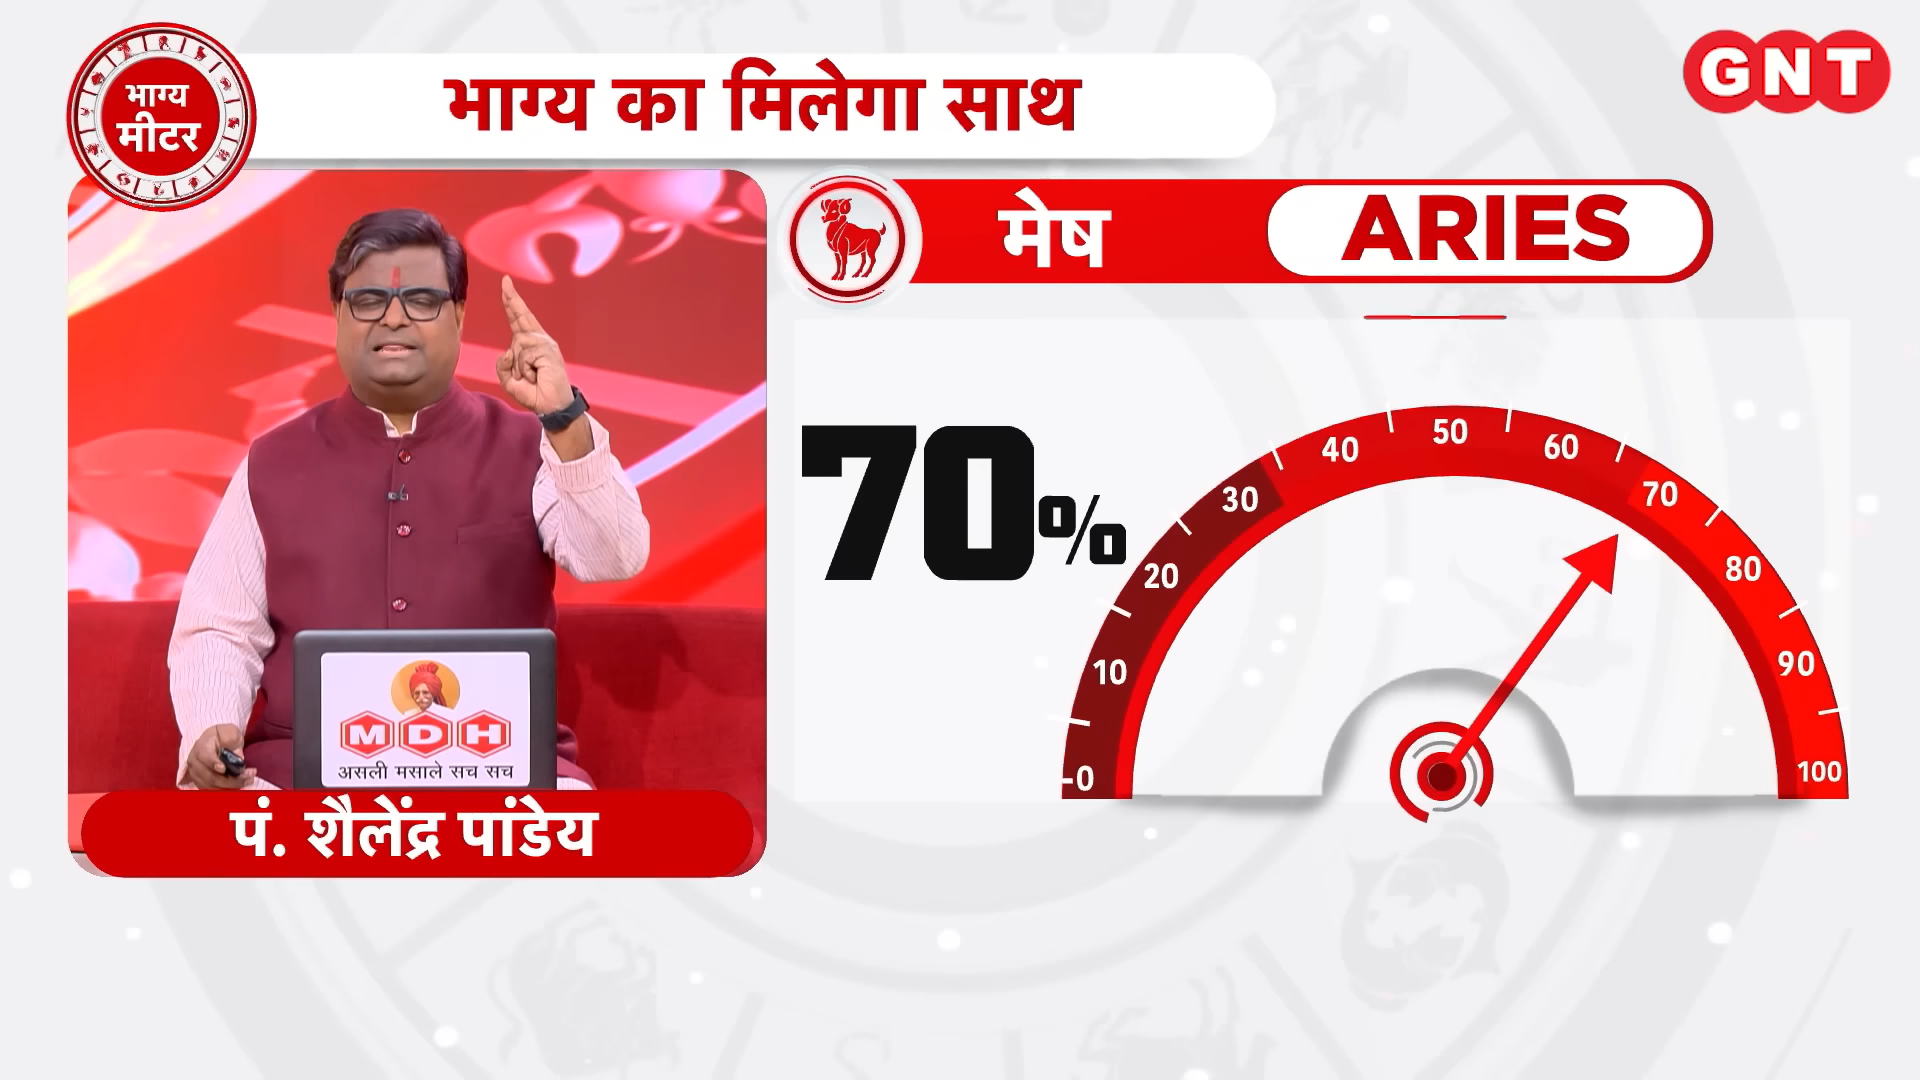 भाग्य
मीटर
भाग्य का मिलेगा साथ
GNT
मेष
ARIES
70%
0
10
20
30
40
50
60
70
80
90
100
MDH
असली मसाले सच सच
पं. शैलेंद्र पांडेय